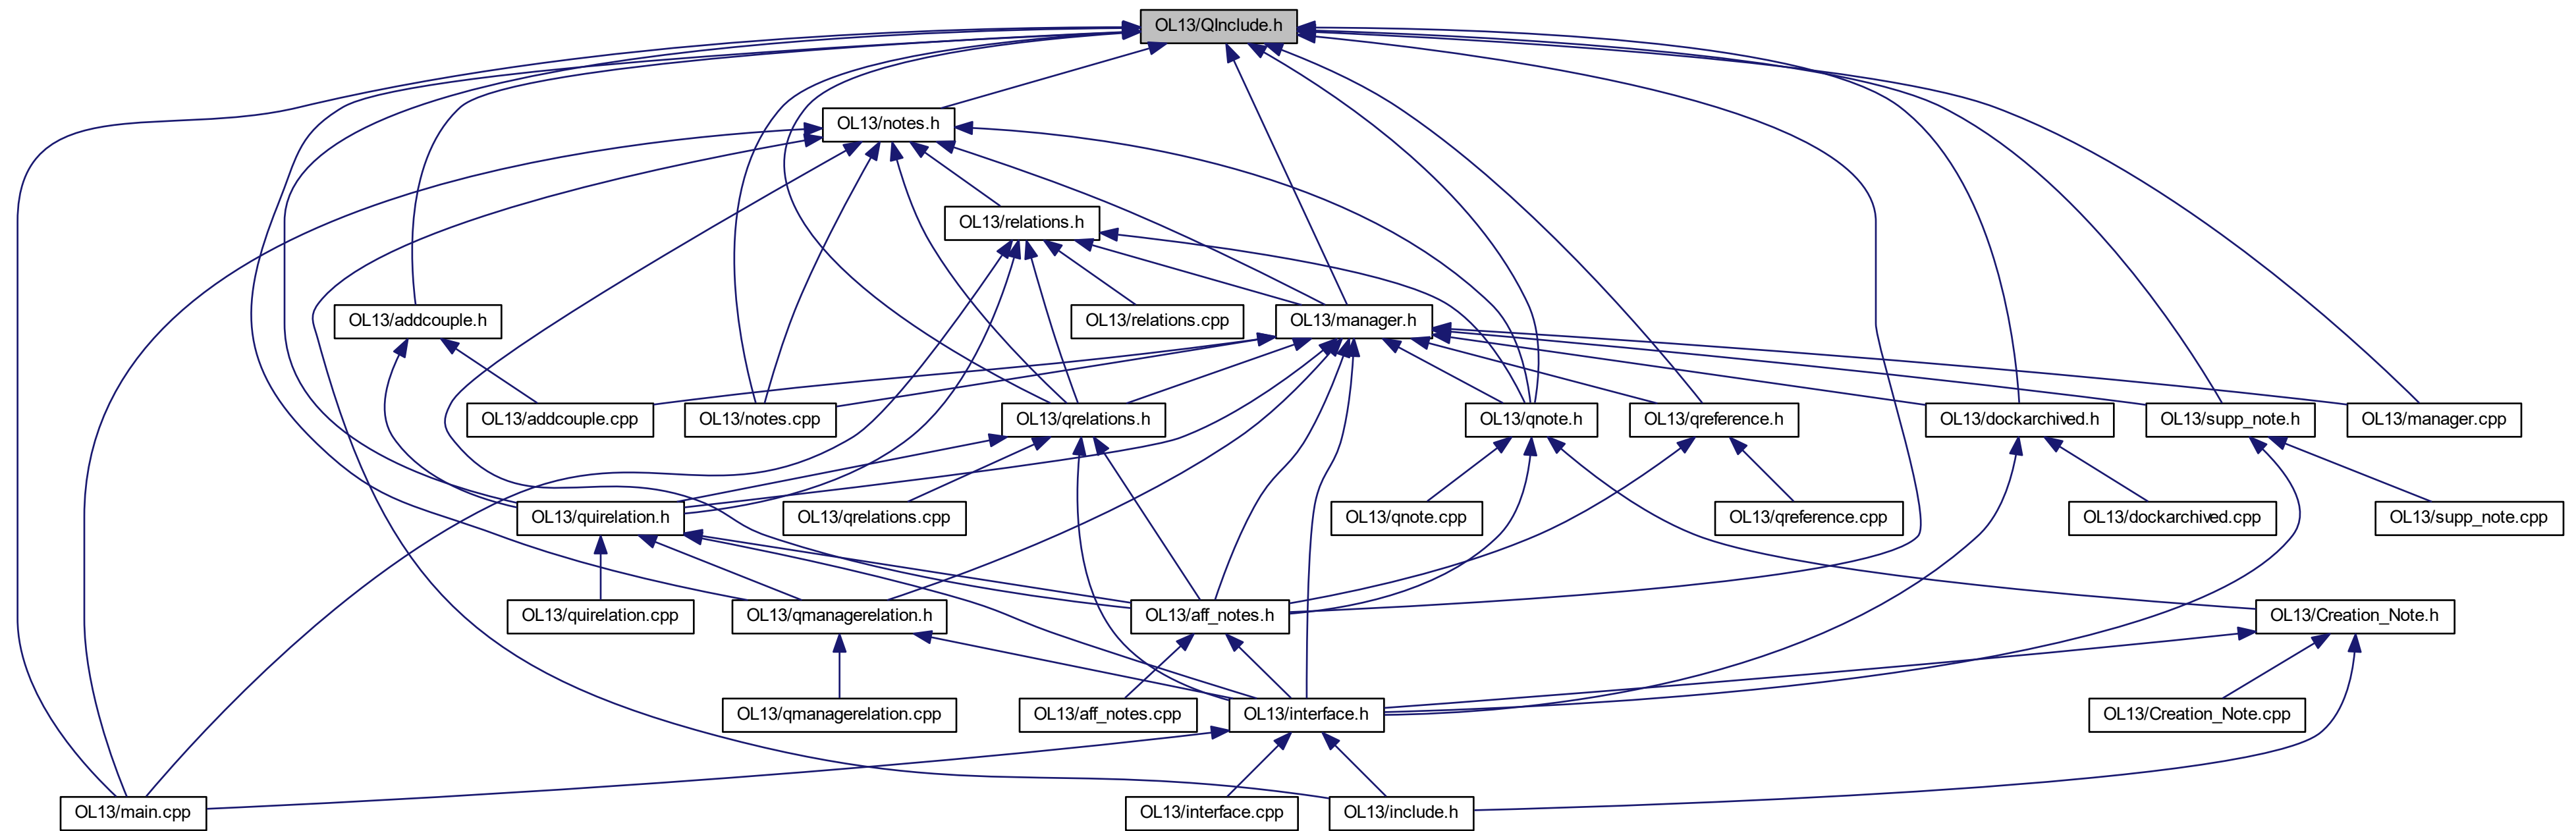 OL13/QInclude.h
OL13/notes.h
OL13/relations.h
OL13/addcouple.h
OL13/relations.cpp
OL13/manager.h
OL13/addcouple.cpp
OL13/notes.cpp
OL13/qrelations.h
OL13/qnote.h
OL13/qreference.h
OL13/dockarchived.h
OL13/supp_note.h
OL13/manager.cpp
OL13/quirelation.h
OL13/qrelations.cpp
OL13/qnote.cpp
OL13/qreference.cpp
OL13/dockarchived.cpp
OL13/supp_note.cpp
OL13/quirelation.cpp
OL13/qmanagerelation.h
OL13/aff_notes.h
OL13/Creation_Note.h
OL13/qmanagerelation.cpp
OL13/aff_notes.cpp
OL13/interface.h
OL13/Creation_Note.cpp
OL13/main.cpp
OL13/interface.cpp
OL13/include.h